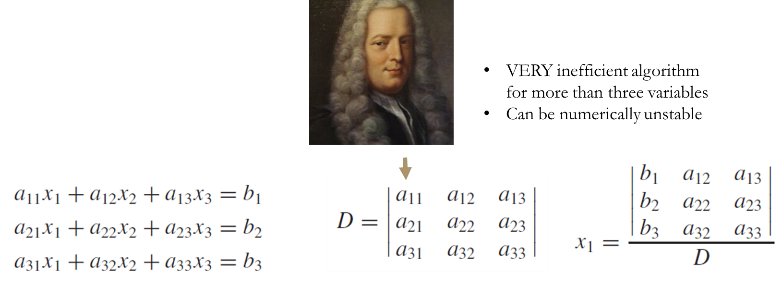 • VERY inefficient algorithm
for more than three variables
• Can be numerically unstable
a₁₁x₁ + a₁₂x₂ + a₁₃x₃ = b₁
a₂₁x₁ + a₂₂x₂ + a₂₃x₃ = b₂
a₃₁x₁ + a₃₂x₂ + a₃₃x₃ = b₃
D = | a₁₁ a₁₂ a₁₃ |
| a₂₁ a₂₂ a₂₃ |
| a₃₁ a₃₂ a₃₃ |
| b₁ a₁₂ a₁₃ |
| b₂ a₂₂ a₂₃ |
| b₃ a₃₂ a₃₃ |
x₁ =
D